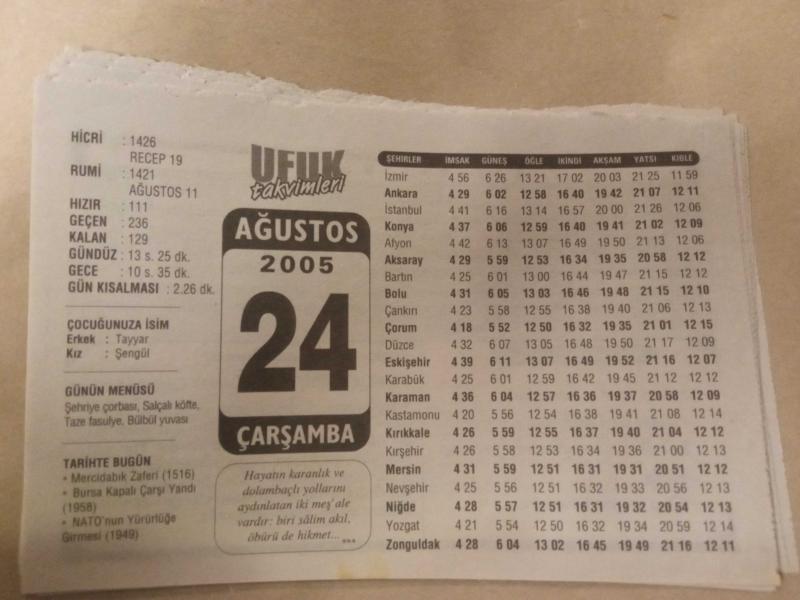 HİCRİ : 1426
RECEP 19
RUMİ : 1421
AĞUSTOS 11
HIZIR : 111
GEÇEN : 236
KALAN : 129
GÜNDÜZ : 13 s. 25 dk.
GECE : 10 s. 35 dk.
GÜN KISALMASI : 2.26 dk.
ÇOCUĞUNUZA İSİM
Erkek : Tayyar
Kız : Şengül
GÜNÜN MENÜSÜ
Şehriye çorbası, Salçalı köfte,
Taze fasulye, Bülbül yuvası
TARİHTE BUGÜN
• Mercidabık Zaferi (1516)
• Bursa Kapalı Çarşı Yandı
(1958)
• NATO'nun Yürürlüğe
Girmesi (1949)
UFUK
takvimleri
AĞUSTOS
2005
24
ÇARŞAMBA
Hayatın karanlık ve
dolambaçlı yollarını
aydınlatan iki meş'ale
vardır: biri sâlim akıl,
öbürü de hikmet...
ŞEHİRLER İMSAK GÜNEŞ ÖĞLE İKİNDİ AKŞAM YATSI KIBLE
İzmir 4 56 6 26 13 21 17 02 20 03 21 25 11 59
Ankara 4 29 6 02 12 58 16 40 19 42 21 07 12 11
İstanbul 4 41 6 16 13 14 16 57 20 00 21 26 12 06
Konya 4 37 6 06 12 59 16 40 19 41 21 02 12 09
Afyon 4 42 6 13 13 07 16 49 19 50 21 13 12 06
Aksaray 4 29 5 59 12 53 16 34 19 35 20 58 12 12
Bartın 4 25 6 01 13 00 16 44 19 47 21 15 12 12
Bolu 4 31 6 05 13 03 16 46 19 48 21 15 12 10
Çankırı 4 23 5 58 12 55 16 38 19 40 21 06 12 13
Çorum 4 18 5 52 12 50 16 32 19 35 21 01 12 15
Düzce 4 32 6 07 13 05 16 48 19 50 21 17 12 09
Eskişehir 4 39 6 11 13 07 16 49 19 52 21 16 12 07
Karabük 4 25 6 01 12 59 16 42 19 45 21 12 12 12
Karaman 4 36 6 04 12 57 16 36 19 37 20 58 12 09
Kastamonu 4 20 5 56 12 54 16 38 19 41 21 08 12 14
Kırıkkale 4 26 5 59 12 55 16 37 19 40 21 04 12 12
Kırşehir 4 26 5 58 12 53 16 34 19 36 21 00 12 13
Mersin 4 31 5 59 12 51 16 31 19 31 20 51 12 12
Nevşehir 4 25 5 56 12 51 16 32 19 33 20 56 12 13
Niğde 4 28 5 57 12 51 16 31 19 32 20 54 12 13
Yozgat 4 21 5 54 12 50 16 32 19 34 20 59 12 14
Zonguldak 4 28 6 04 13 02 16 45 19 49 21 16 12 11